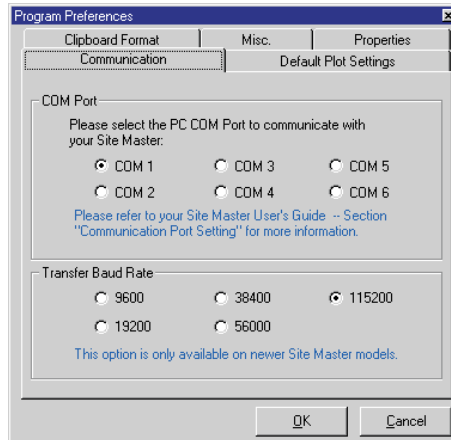 Program Preferences
Clipboard Format Misc. Properties
Communication Default Plot Settings
COM Port
Please select the PC COM Port to communicate with
your Site Master:
COM 1 COM 3 COM 5
COM 2 COM 4 COM 6
Please refer to your Site Master User's Guide -- Section
"Communication Port Setting" for more information.
Transfer Baud Rate
9600 38400 115200
19200 56000
This option is only available on newer Site Master models.
OK Cancel